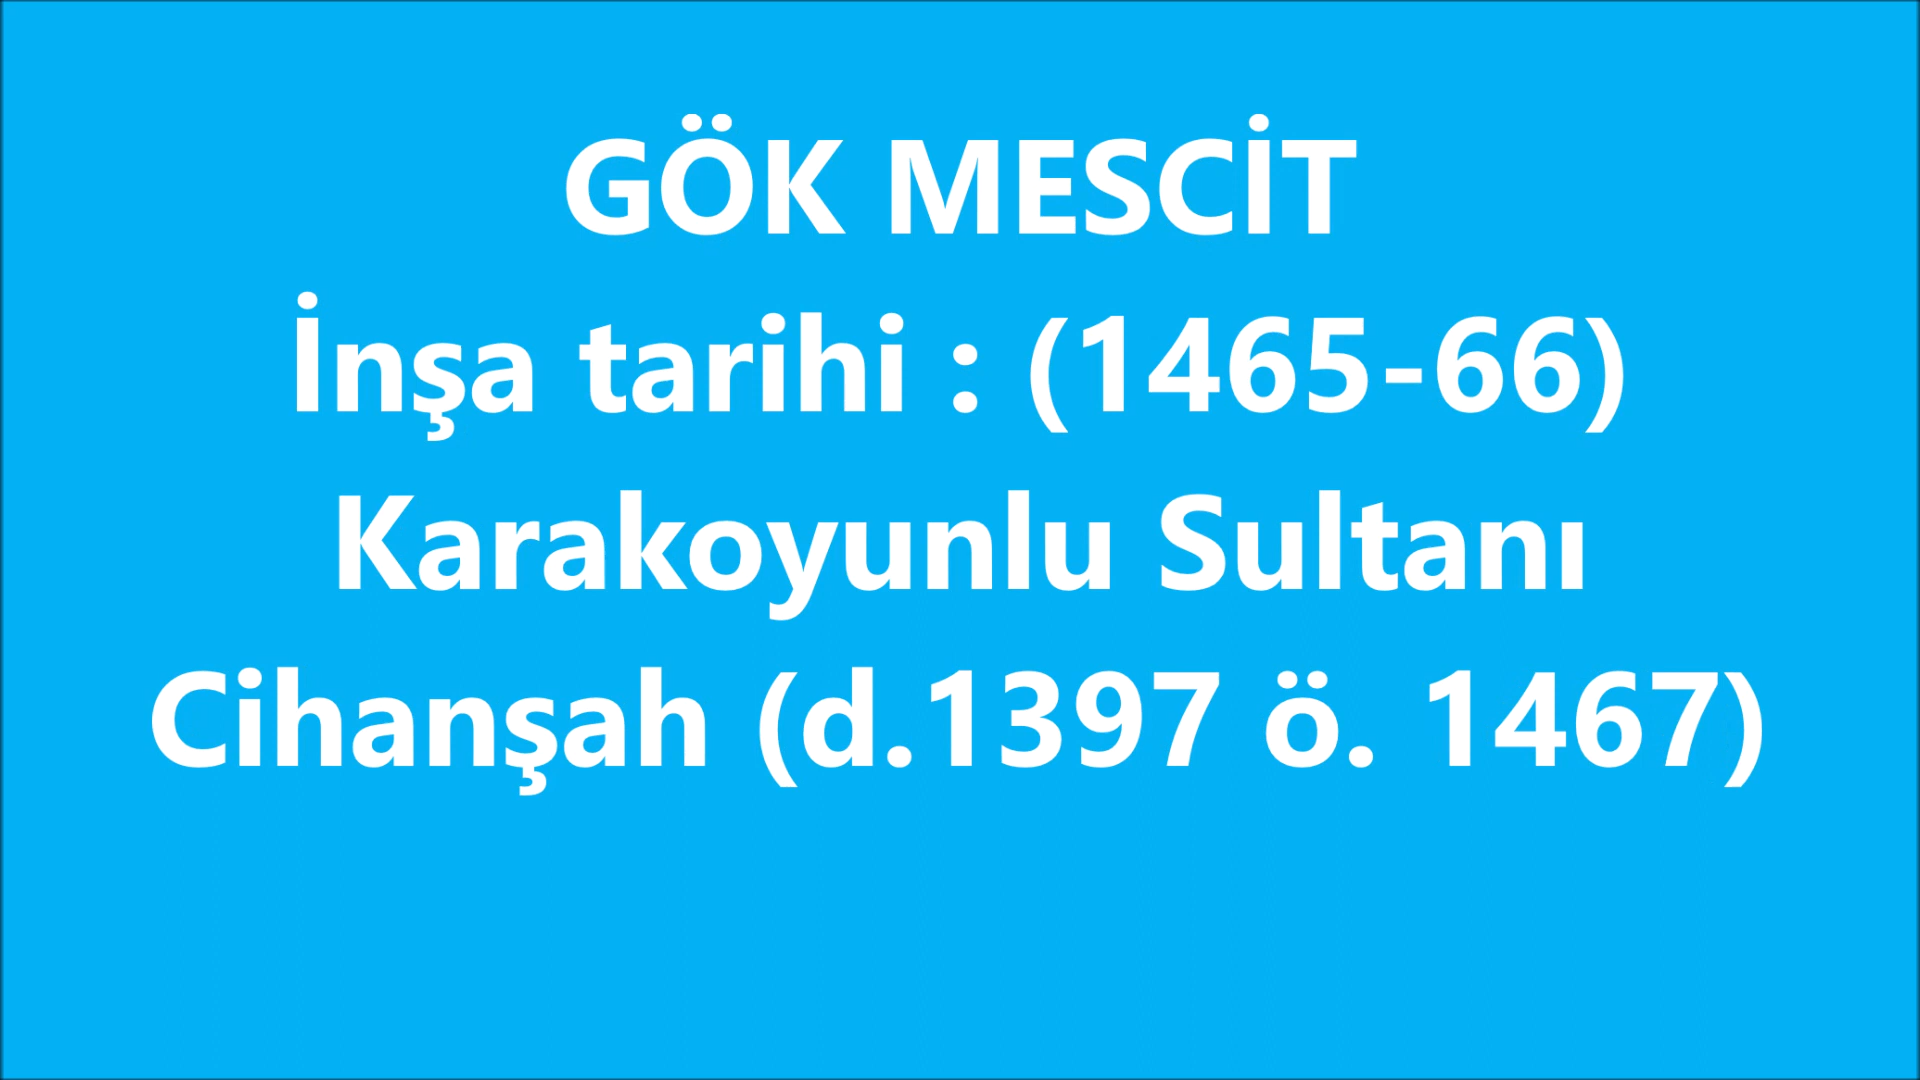 GÖK MESCİT
İnşa tarihi : (1465-66)
Karakoyunlu Sultanı
Cihanşah (d.1397 ö. 1467)